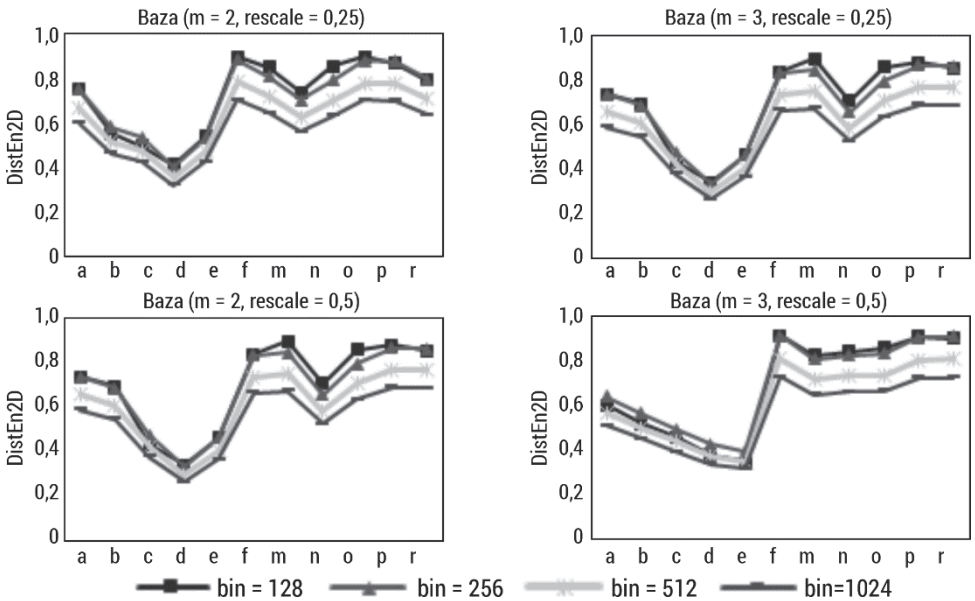 Baza (m = 2, rescale = 0,25)
DistEn2D
1,0
0,8
0,6
0,4
0,2
0
a b c d e f m n o p r
Baza (m = 3, rescale = 0,25)
DistEn2D
1,0
0,8
0,6
0,4
0,2
0
a b c d e f m n o p r
Baza (m = 2, rescale = 0,5)
DistEn2D
1,0
0,8
0,6
0,4
0,2
0
a b c d e f m n o p r
Baza (m = 3, rescale = 0,5)
DistEn2D
1,0
0,8
0,6
0,4
0,2
0
a b c d e f m n o p r
bin = 128 bin = 256 bin = 512 bin=1024